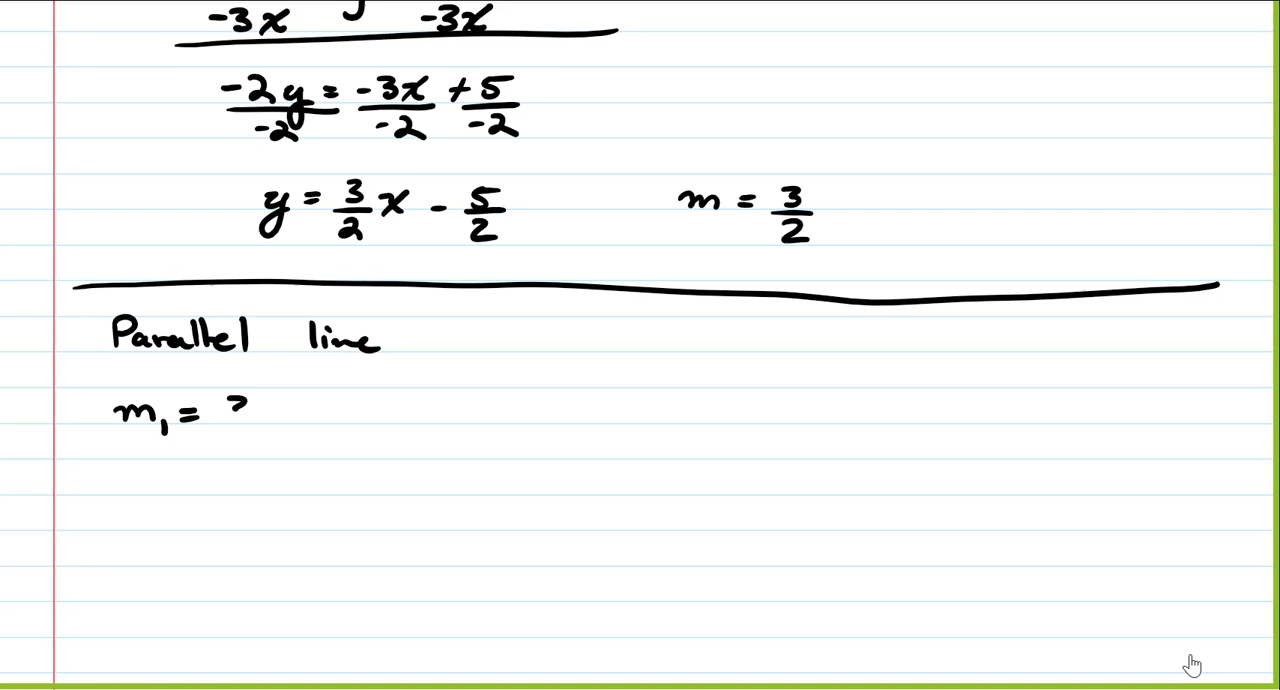 -3x -3x
-2y = -3x + 5
-2 -2 -2
y = 3/2 x - 5/2 m = 3/2
Parallel line
m₁ =